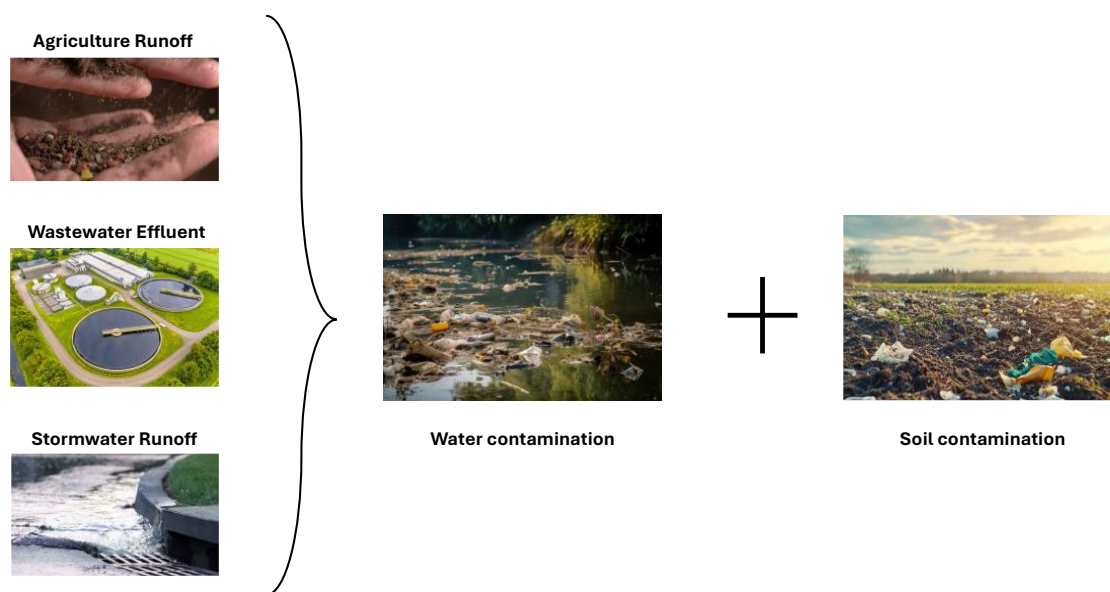 Agriculture Runoff
Wastewater Effluent
Stormwater Runoff
Water contamination
Soil contamination